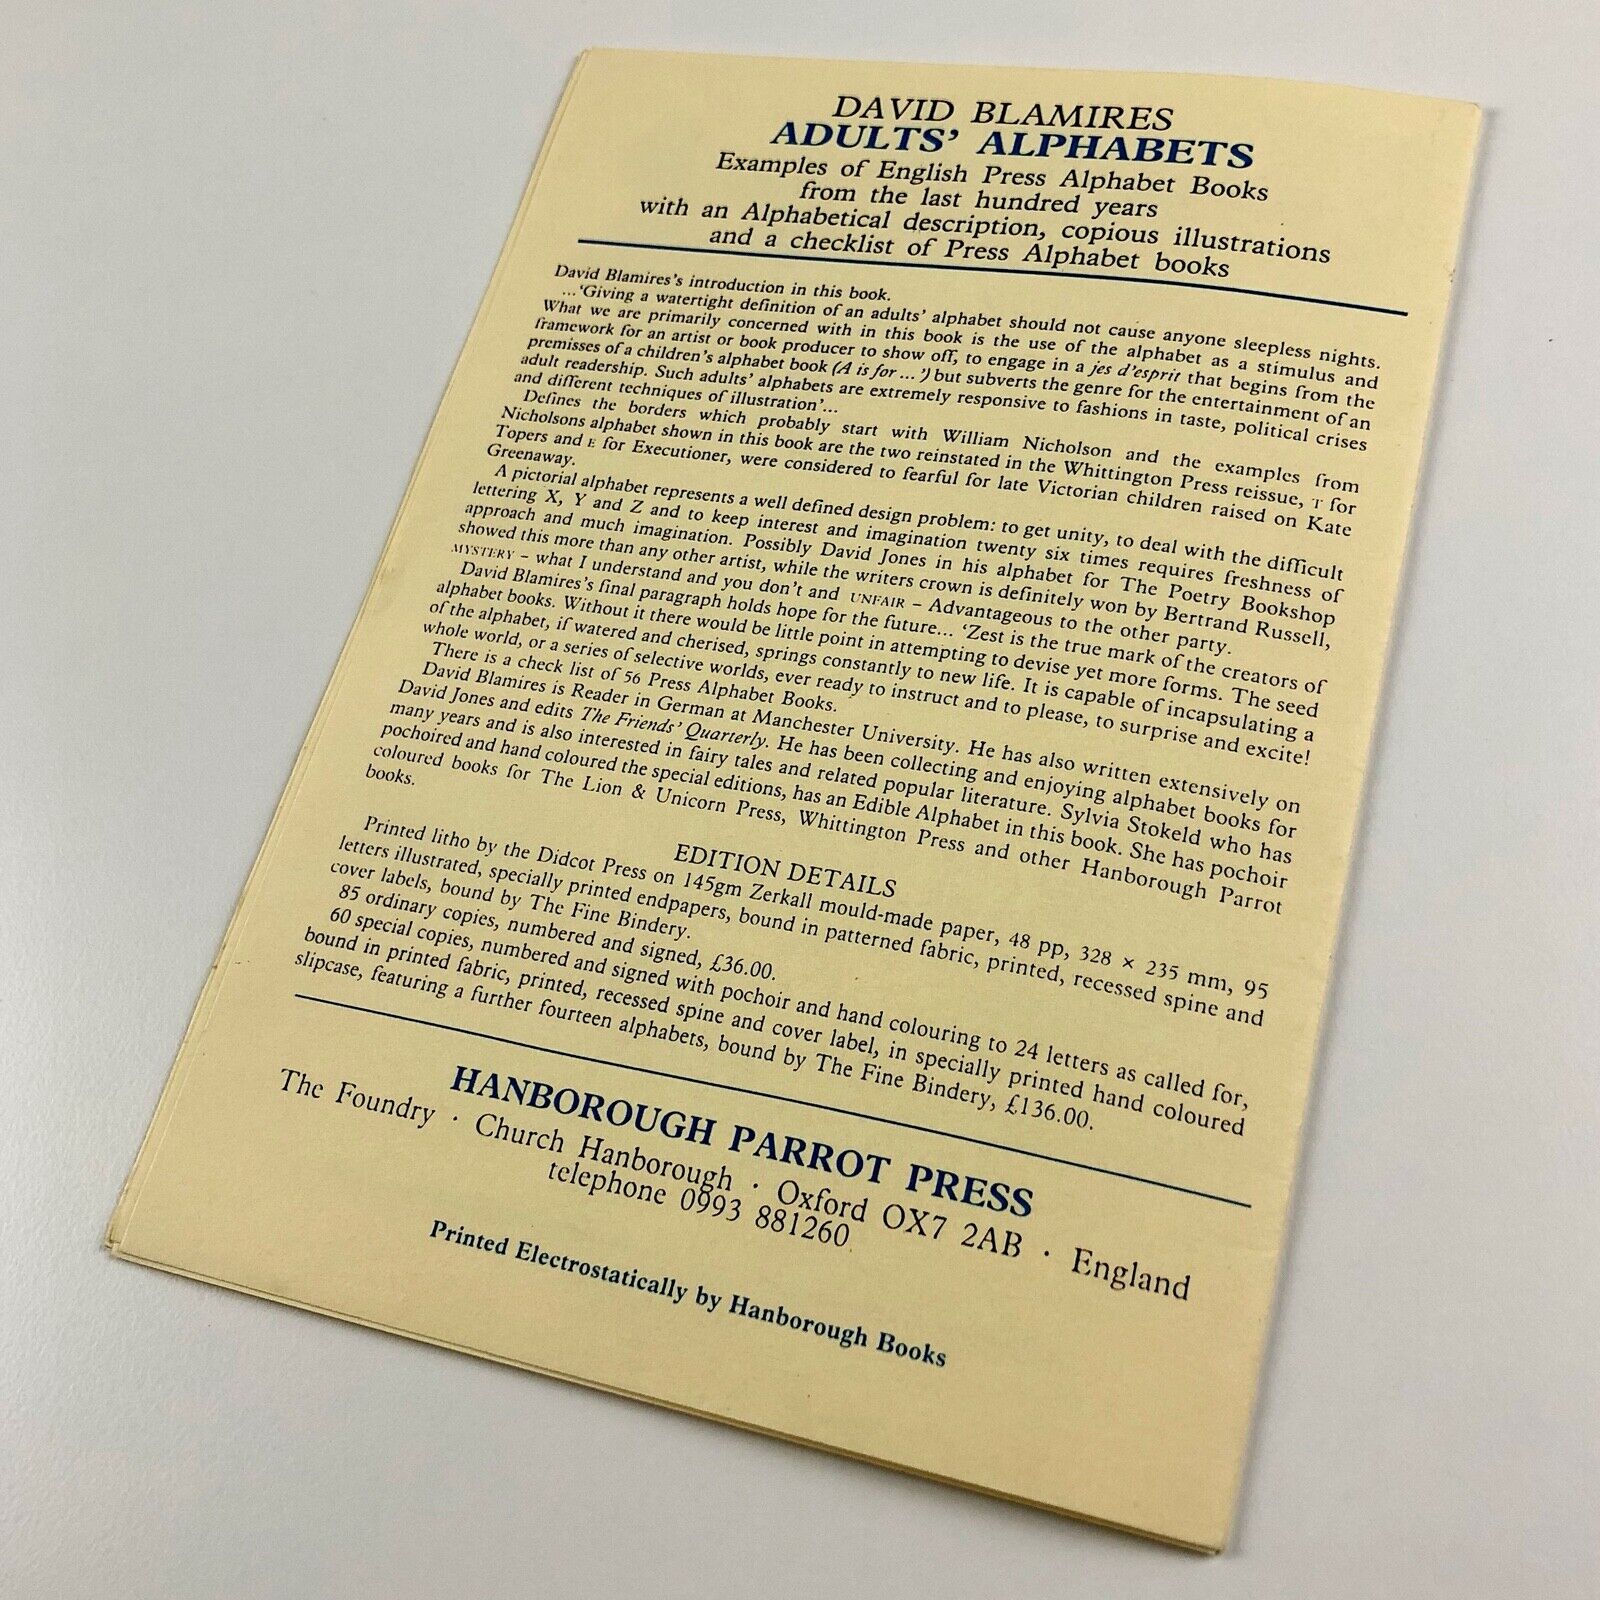 DAVID BLAMIRES
ADULTS' ALPHABETS
Examples of English Press Alphabet Books
from the last hundred years
with an Alphabetical description, copious illustrations
and a checklist of Press Alphabet books
David Blamires's introduction in this book.
...'Giving a watertight definition of an adults' alphabet should not cause anyone sleepless nights.
What we are primarily concerned with in this book is the use of the alphabet as a stimulus and
framework for an artist or book producer to show off, to engage in a jes d'esprit that begins from the
premisses of a children's alphabet book (A is for ... ') but subverts the genre for the entertainment of an
adult readership. Such adults' alphabets are extremely responsive to fashions in taste, political crises
and different techniques of illustration'...
Defines the borders which probably start with William Nicholson and the examples from
Nicholsons alphabet shown in this book are the two reinstated in the Whittington Press reissue, T for
Topers and E for Executioner, were considered to fearful for late Victorian children raised on Kate
Greenaway.
A pictorial alphabet represents a well defined design problem: to get unity, to deal with the difficult
lettering X, Y and Z and to keep interest and imagination twenty six times requires freshness of
approach and much imagination. Possibly David Jones in his alphabet for The Poetry Bookshop
showed this more than any other artist, while the writers crown is definitely won by Bertrand Russell,
MYSTERY – what I understand and you don't and UNFAIR – Advantageous to the other party.
David Blamires's final paragraph holds hope for the future... 'Zest is the true mark of the creators of
alphabet books. Without it there would be little point in attempting to devise yet more forms. The seed
of the alphabet, if watered and cherised, springs constantly to new life. It is capable of incapsulating a
whole world, or a series of selective worlds, ever ready to instruct and to please, to surprise and excite!
There is a check list of 56 Press Alphabet Books.
David Blamires is Reader in German at Manchester University. He has also written extensively on
David Jones and edits The Friends' Quarterly. He has been collecting and enjoying alphabet books for
many years and is also interested in fairy tales and related popular literature. Sylvia Stokeld who has
pochoired and hand coloured the special editions, has an Edible Alphabet in this book. She has pochoir
coloured books for The Lion & Unicorn Press, Whittington Press and other Hanborough Parrot
books.
EDITION DETAILS
Printed litho by the Didcot Press on 145gm Zerkall mould-made paper, 48 pp, 328 × 235 mm, 95
letters illustrated, specially printed endpapers, bound in patterned fabric, printed, recessed spine and
cover labels, bound by The Fine Bindery.
85 ordinary copies, numbered and signed, £36.00.
60 special copies, numbered and signed with pochoir and hand colouring to 24 letters as called for,
bound in printed fabric, printed, recessed spine and cover label, in specially printed hand coloured
slipcase, featuring a further fourteen alphabets, bound by The Fine Bindery, £136.00.
HANBOROUGH PARROT PRESS
The Foundry · Church Hanborough · Oxford OX7 2AB · England
telephone 0993 881260
Printed Electrostatically by Hanborough Books